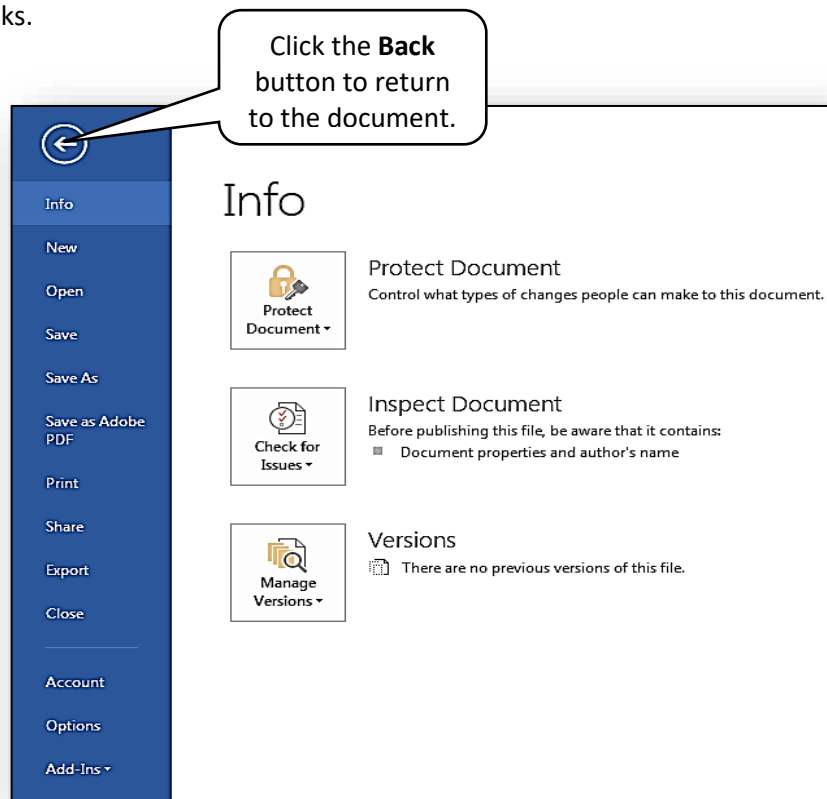 ks.
Click the Back
button to return
to the document.
Info
New
Open
Save
Save As
Save as Adobe
PDF
Print
Share
Export
Close
Account
Options
Add-Ins
Info
Protect
Document
Protect Document
Control what types of changes people can make to this document.
Check for
Issues
Inspect Document
Before publishing this file, be aware that it contains:
Document properties and author's name
Manage
Versions
Versions
There are no previous versions of this file.